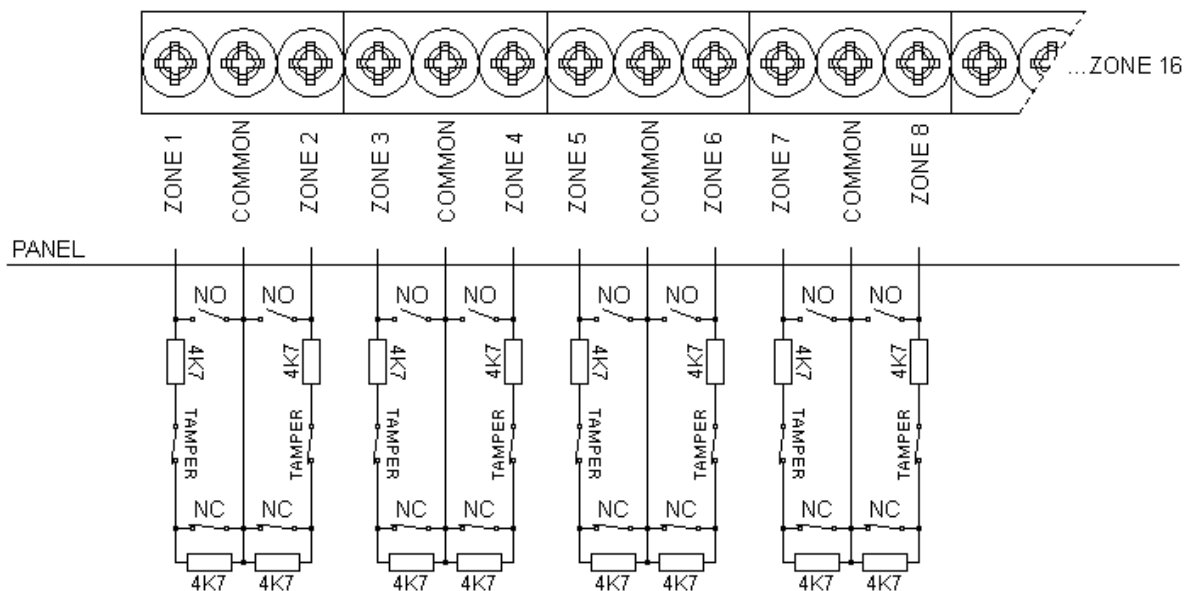 ...ZONE 16
ZONE 1
COMMON
ZONE 2
ZONE 3
COMMON
ZONE 4
ZONE 5
COMMON
ZONE 6
ZONE 7
COMMON
ZONE 8
PANEL
NO NO NO NO NO NO NO NO
4K7 4K7 4K7 4K7 4K7 4K7 4K7 4K7
TAMPER TAMPER TAMPER TAMPER TAMPER TAMPER TAMPER TAMPER
NC NC NC NC NC NC NC NC
4K7 4K7 4K7 4K7 4K7 4K7 4K7 4K7